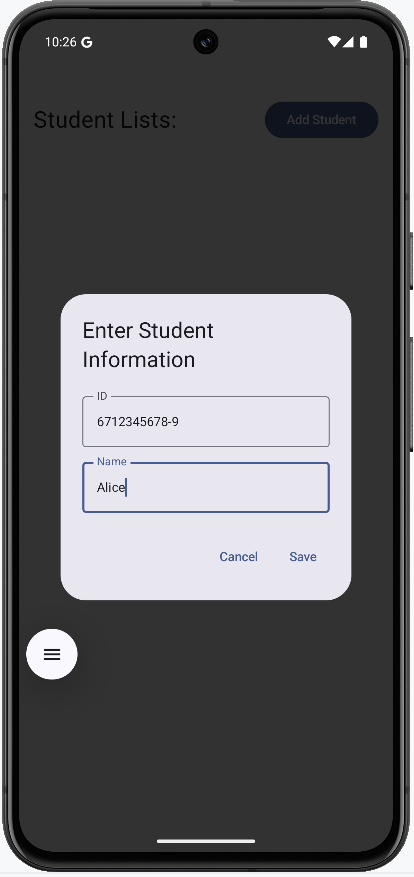 10:26 G
Student Lists:
Add Student
Enter Student
Information
ID
6712345678-9
Name
Alice
Cancel
Save